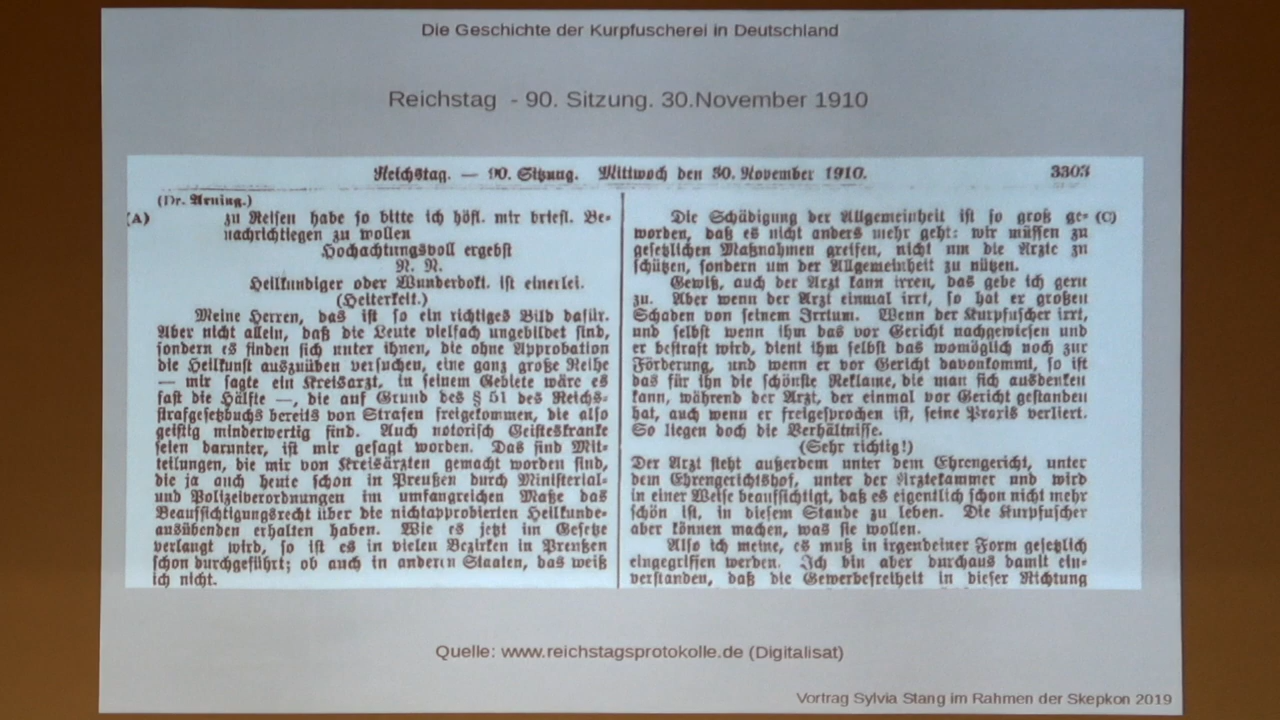 Die Geschichte der Kurpfuscherei in Deutschland
Reichstag - 90. Sitzung. 30.November 1910
Reichstag. — 90. Sitzung. Mittwoch den 30. November 1910.
3303
(Dr. Arning.)
(A)
zu Reisen habe so bitte ich höfl. mir briefl. Be-
nachrichtiegen zu wollen
Hochachtungsvoll ergebst
N. N.
Heilkundiger oder Wunderdokt. ist einerlei.
(Heiterkeit.)
Meine Herren, das ist so ein richtiges Bild dafür.
Aber nicht allein, daß die Leute vielfach ungebildet sind,
sondern es finden sich unter ihnen, die ohne Approbation
die Heilkunst auszuüben versuchen, eine ganz große Reihe
— mir sagte ein Kreisarzt, in seinem Gebiete wäre es
fast die Hälfte —, die auf Grund des § 51 des Reichs-
strafgesetzbuchs bereits von Strafen freigekommen, die also
geistig minderwertig sind. Auch notorisch Geisteskranke
seien darunter, ist mir gesagt worden. Das sind Mit-
teilungen, die mir von Kreisärzten gemacht worden sind,
die ja auch heute schon in Preußen durch Ministerial-
und Polizeiverordnungen im umfangreichen Maße das
Beaufsichtigungsrecht über die nichtapprobierten Heilkunde-
ausübenden erhalten haben. Wie es jetzt im Gesetze
verlangt wird, so ist es in vielen Bezirken in Preußen
schon durchgeführt; ob auch in anderen Staaten, das weiß
ich nicht.
Die Schädigung der Allgemeinheit ist so groß ge- (C)
worden, daß es nicht anders mehr geht: wir müssen zu
gesetzlichen Maßnahmen greifen, nicht um die Ärzte zu
schützen, sondern um der Allgemeinheit zu nützen.
Gewiß, auch der Arzt kann irren, das gebe ich gern
zu. Aber wenn der Arzt einmal irrt, so hat er großen
Schaden von seinem Irrtum. Wenn der Kurpfuscher irrt,
und selbst wenn ihm das vor Gericht nachgewiesen und
er bestraft wird, dient ihm selbst das womöglich noch zur
Förderung, und wenn er vor Gericht davonkommt, so ist
das für ihn die schönste Reklame, die man sich ausdenken
kann, während der Arzt, der einmal vor Gericht gestanden
hat, auch wenn er freigesprochen ist, seine Praxis verliert.
So liegen doch die Verhältnisse.
(Sehr richtig!)
Der Arzt steht außerdem unter dem Ehrengericht, unter
dem Ehrengerichtshof, unter der Ärztekammer und wird
in einer Weise beaufsichtigt, daß es eigentlich schon nicht mehr
schön ist, in diesem Stande zu leben. Die Kurpfuscher
aber können machen, was sie wollen.
Also ich meine, es muß in irgendeiner Form gesetzlich
eingegriffen werden. Ich bin aber durchaus damit ein-
verstanden, daß die Gewerbefreiheit in dieser Richtung
Quelle: www.reichstagsprotokolle.de (Digitalisat)
Vortrag Sylvia Stang im Rahmen der Skepkon 2019